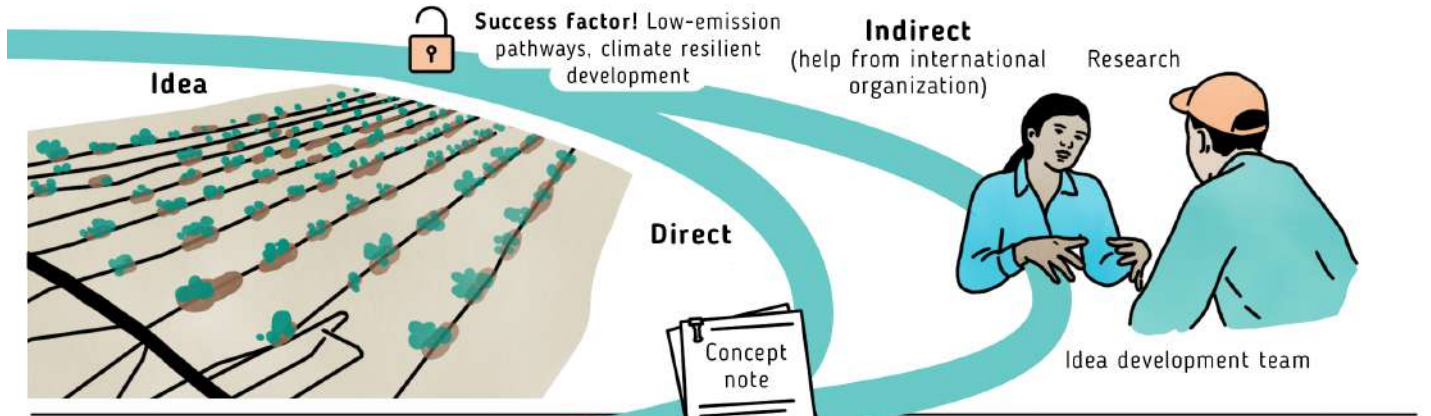 Success factor! Low-emission
pathways, climate resilient
development
Indirect
(help from international
organization)
Research
Idea
Direct
Concept
note
Idea development team